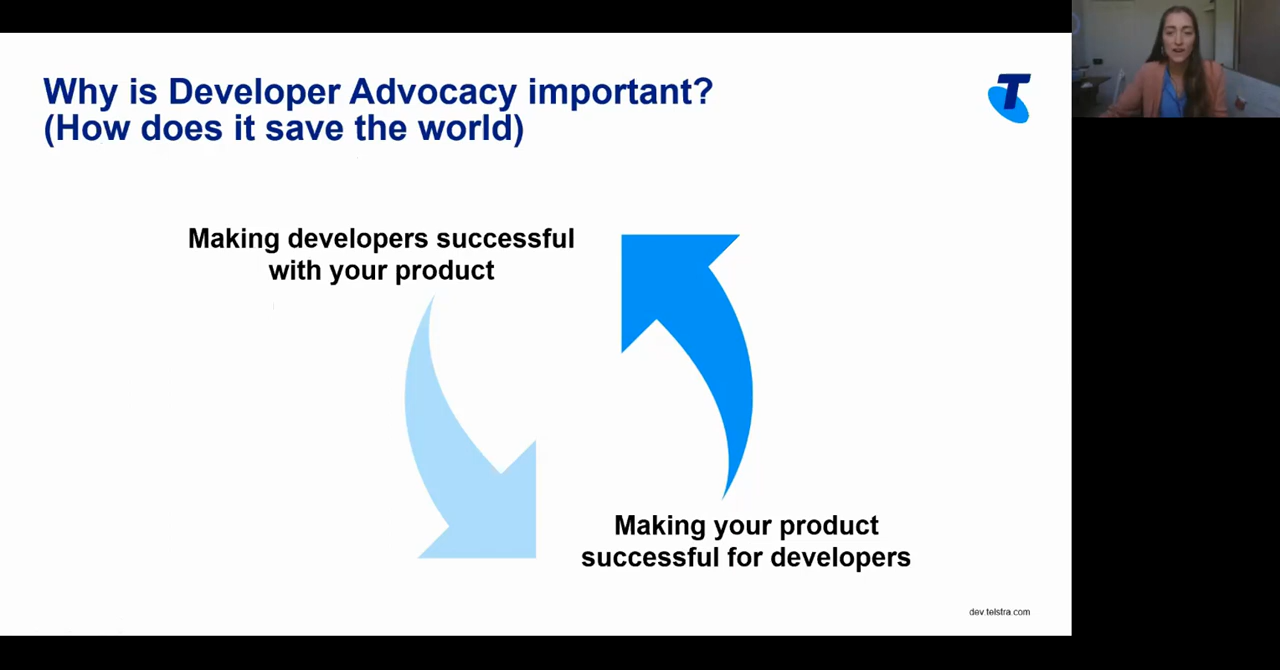 Why is Developer Advocacy important?
(How does it save the world)
T
Making developers successful
with your product
Making your product
successful for developers
dev.telstra.com